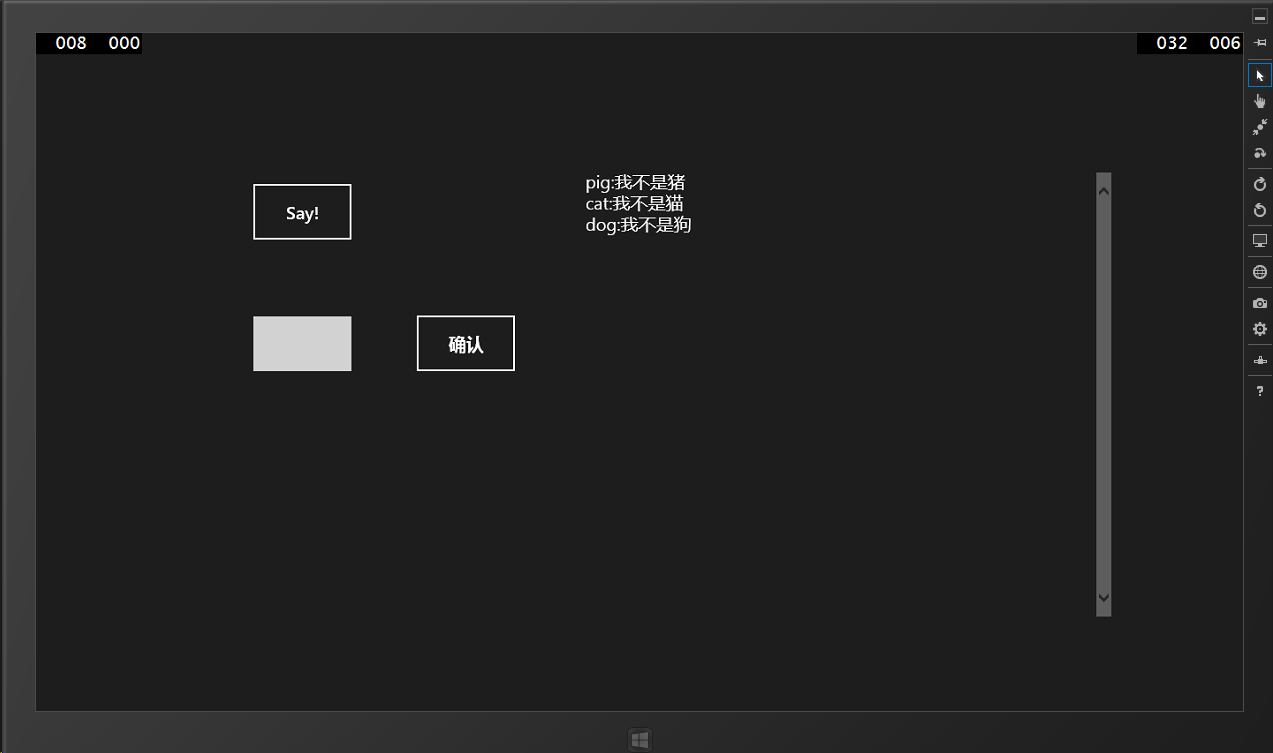 008 000
032 006
Say!
pig:我不是猪
cat:我不是猫
dog:我不是狗
确认
?